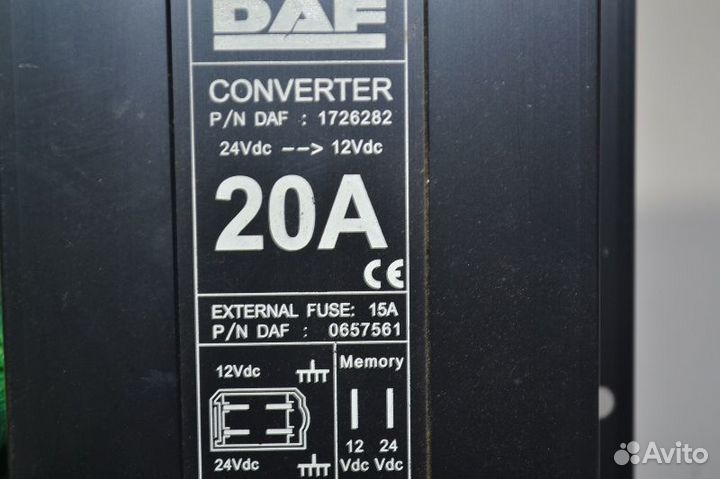 DAF
CONVERTER
P/N DAF : 1726282
24Vdc --> 12Vdc
20A
CE
EXTERNAL FUSE: 15A
P/N DAF : 0657561
12Vdc
Memory
12 24
Vdc Vdc
24Vdc
Avito